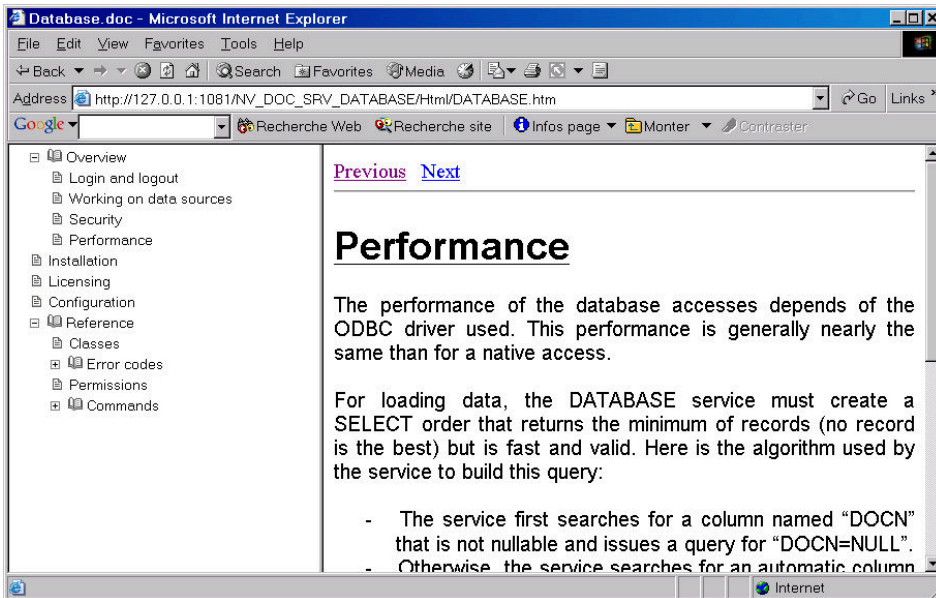 Database.doc - Microsoft Internet Explorer
File Edit View Favorites Tools Help
Back Search Favorites Media
Address http://127.0.0.1:1081/NV_DOC_SRV_DATABASE/Html/DATABASE.htm Go Links
Google Recherche Web Recherche site Infos page Monter Contraster
Overview
Login and logout
Working on data sources
Security
Performance
Installation
Licensing
Configuration
Reference
Classes
Error codes
Permissions
Commands
Previous Next
Performance
The performance of the database accesses depends of the
ODBC driver used. This performance is generally nearly the
same than for a native access.
For loading data, the DATABASE service must create a
SELECT order that returns the minimum of records (no record
is the best) but is fast and valid. Here is the algorithm used by
the service to build this query:
- The service first searches for a column named “DOCN”
that is not nullable and issues a query for “DOCN=NULL”.
- Otherwise, the service searches for an automatic column
Internet